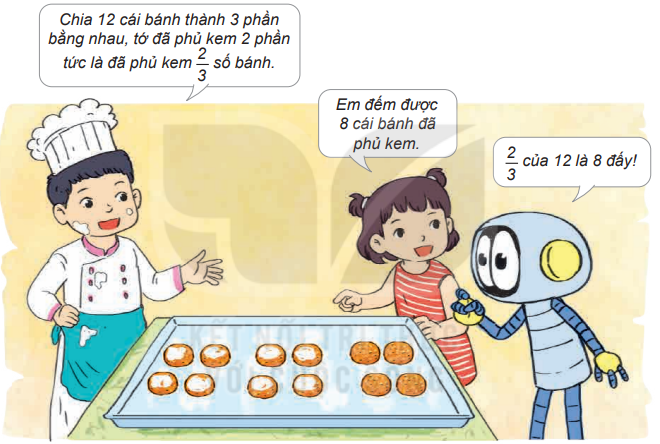 Chia 12 cái bánh thành 3 phần
bằng nhau, tớ đã phủ kem 2 phần
tức là đã phủ kem 2/3 số bánh.
Em đếm được
8 cái bánh đã
phủ kem.
2/3 của 12 là 8 đấy!